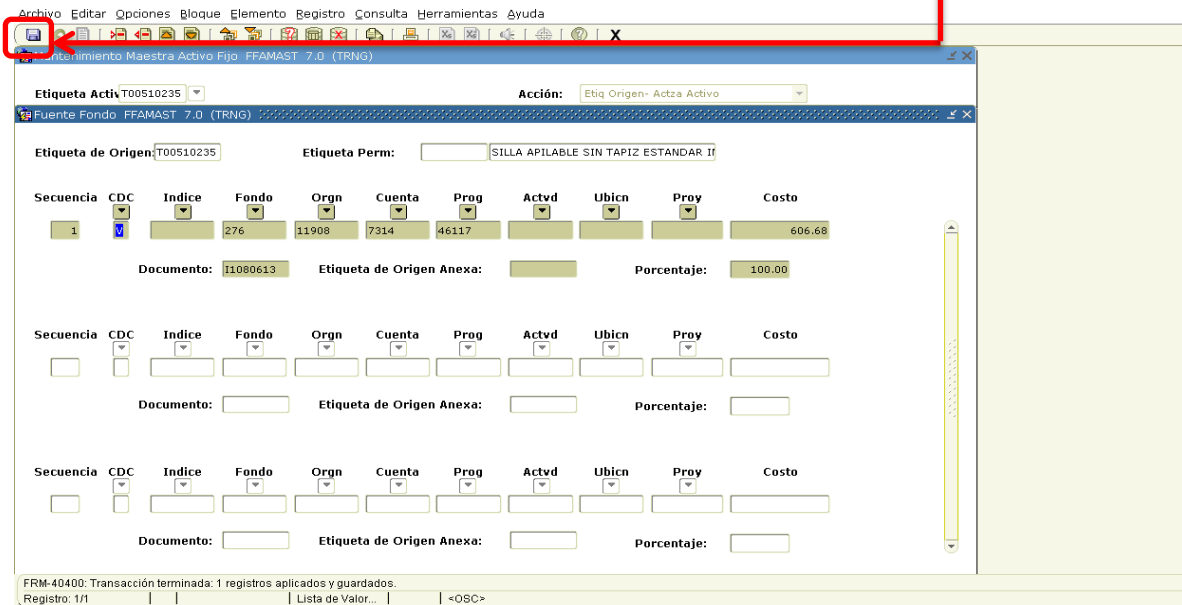 Archivo Editar Opciones Bloque Elemento Registro Consulta Herramientas Ayuda
X
Mantenimiento Maestra Activo Fijo FFAMAST 7.0 (TRNG)
Etiqueta Activ T00510235 Acción: Etiq Origen- Actza Activo
Fuente Fondo FFAMAST 7.0 (TRNG)
Etiqueta de Origen: T00510235 Etiqueta Perm: SILLA APILABLE SIN TAPIZ ESTANDAR IN
Secuencia CDC Indice Fondo Orgn Cuenta Prog Actvd Ubicn Proy Costo
1 V 276 11908 7314 46117 606.68
Documento: I1080613 Etiqueta de Origen Anexa: Porcentaje: 100.00
Secuencia CDC Indice Fondo Orgn Cuenta Prog Actvd Ubicn Proy Costo
Documento: Etiqueta de Origen Anexa: Porcentaje:
Secuencia CDC Indice Fondo Orgn Cuenta Prog Actvd Ubicn Proy Costo
Documento: Etiqueta de Origen Anexa: Porcentaje:
FRM-40400: Transacción terminada: 1 registros aplicados y guardados.
Registro: 1/1 Lista de Valor... <OSC>